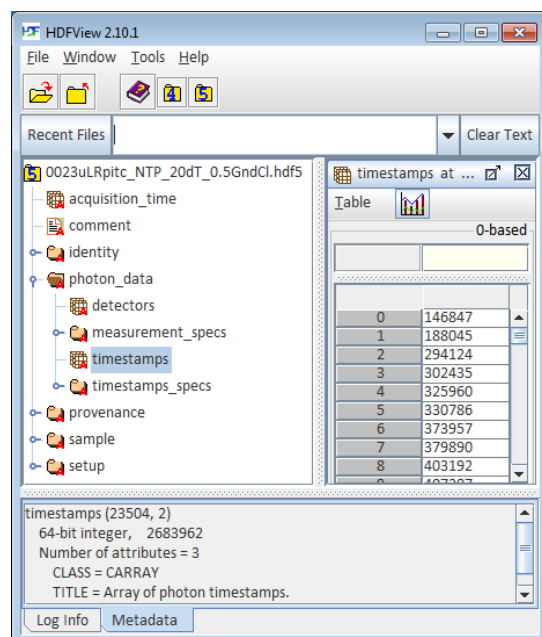 HDFView 2.10.1
File Window Tools Help
Recent Files
Clear Text
0023uLRpitc_NTP_20dT_0.5GndCl.hdf5
acquisition_time
comment
identity
photon_data
detectors
measurement_specs
timestamps
timestamps_specs
provenance
sample
setup
timestamps at ...
Table
0-based
0 146847
1 188045
2 294124
3 302435
4 325960
5 330786
6 373957
7 379890
8 403192
timestamps (23504, 2)
64-bit integer, 2683962
Number of attributes = 3
CLASS = CARRAY
TITLE = Array of photon timestamps.
Log Info Metadata